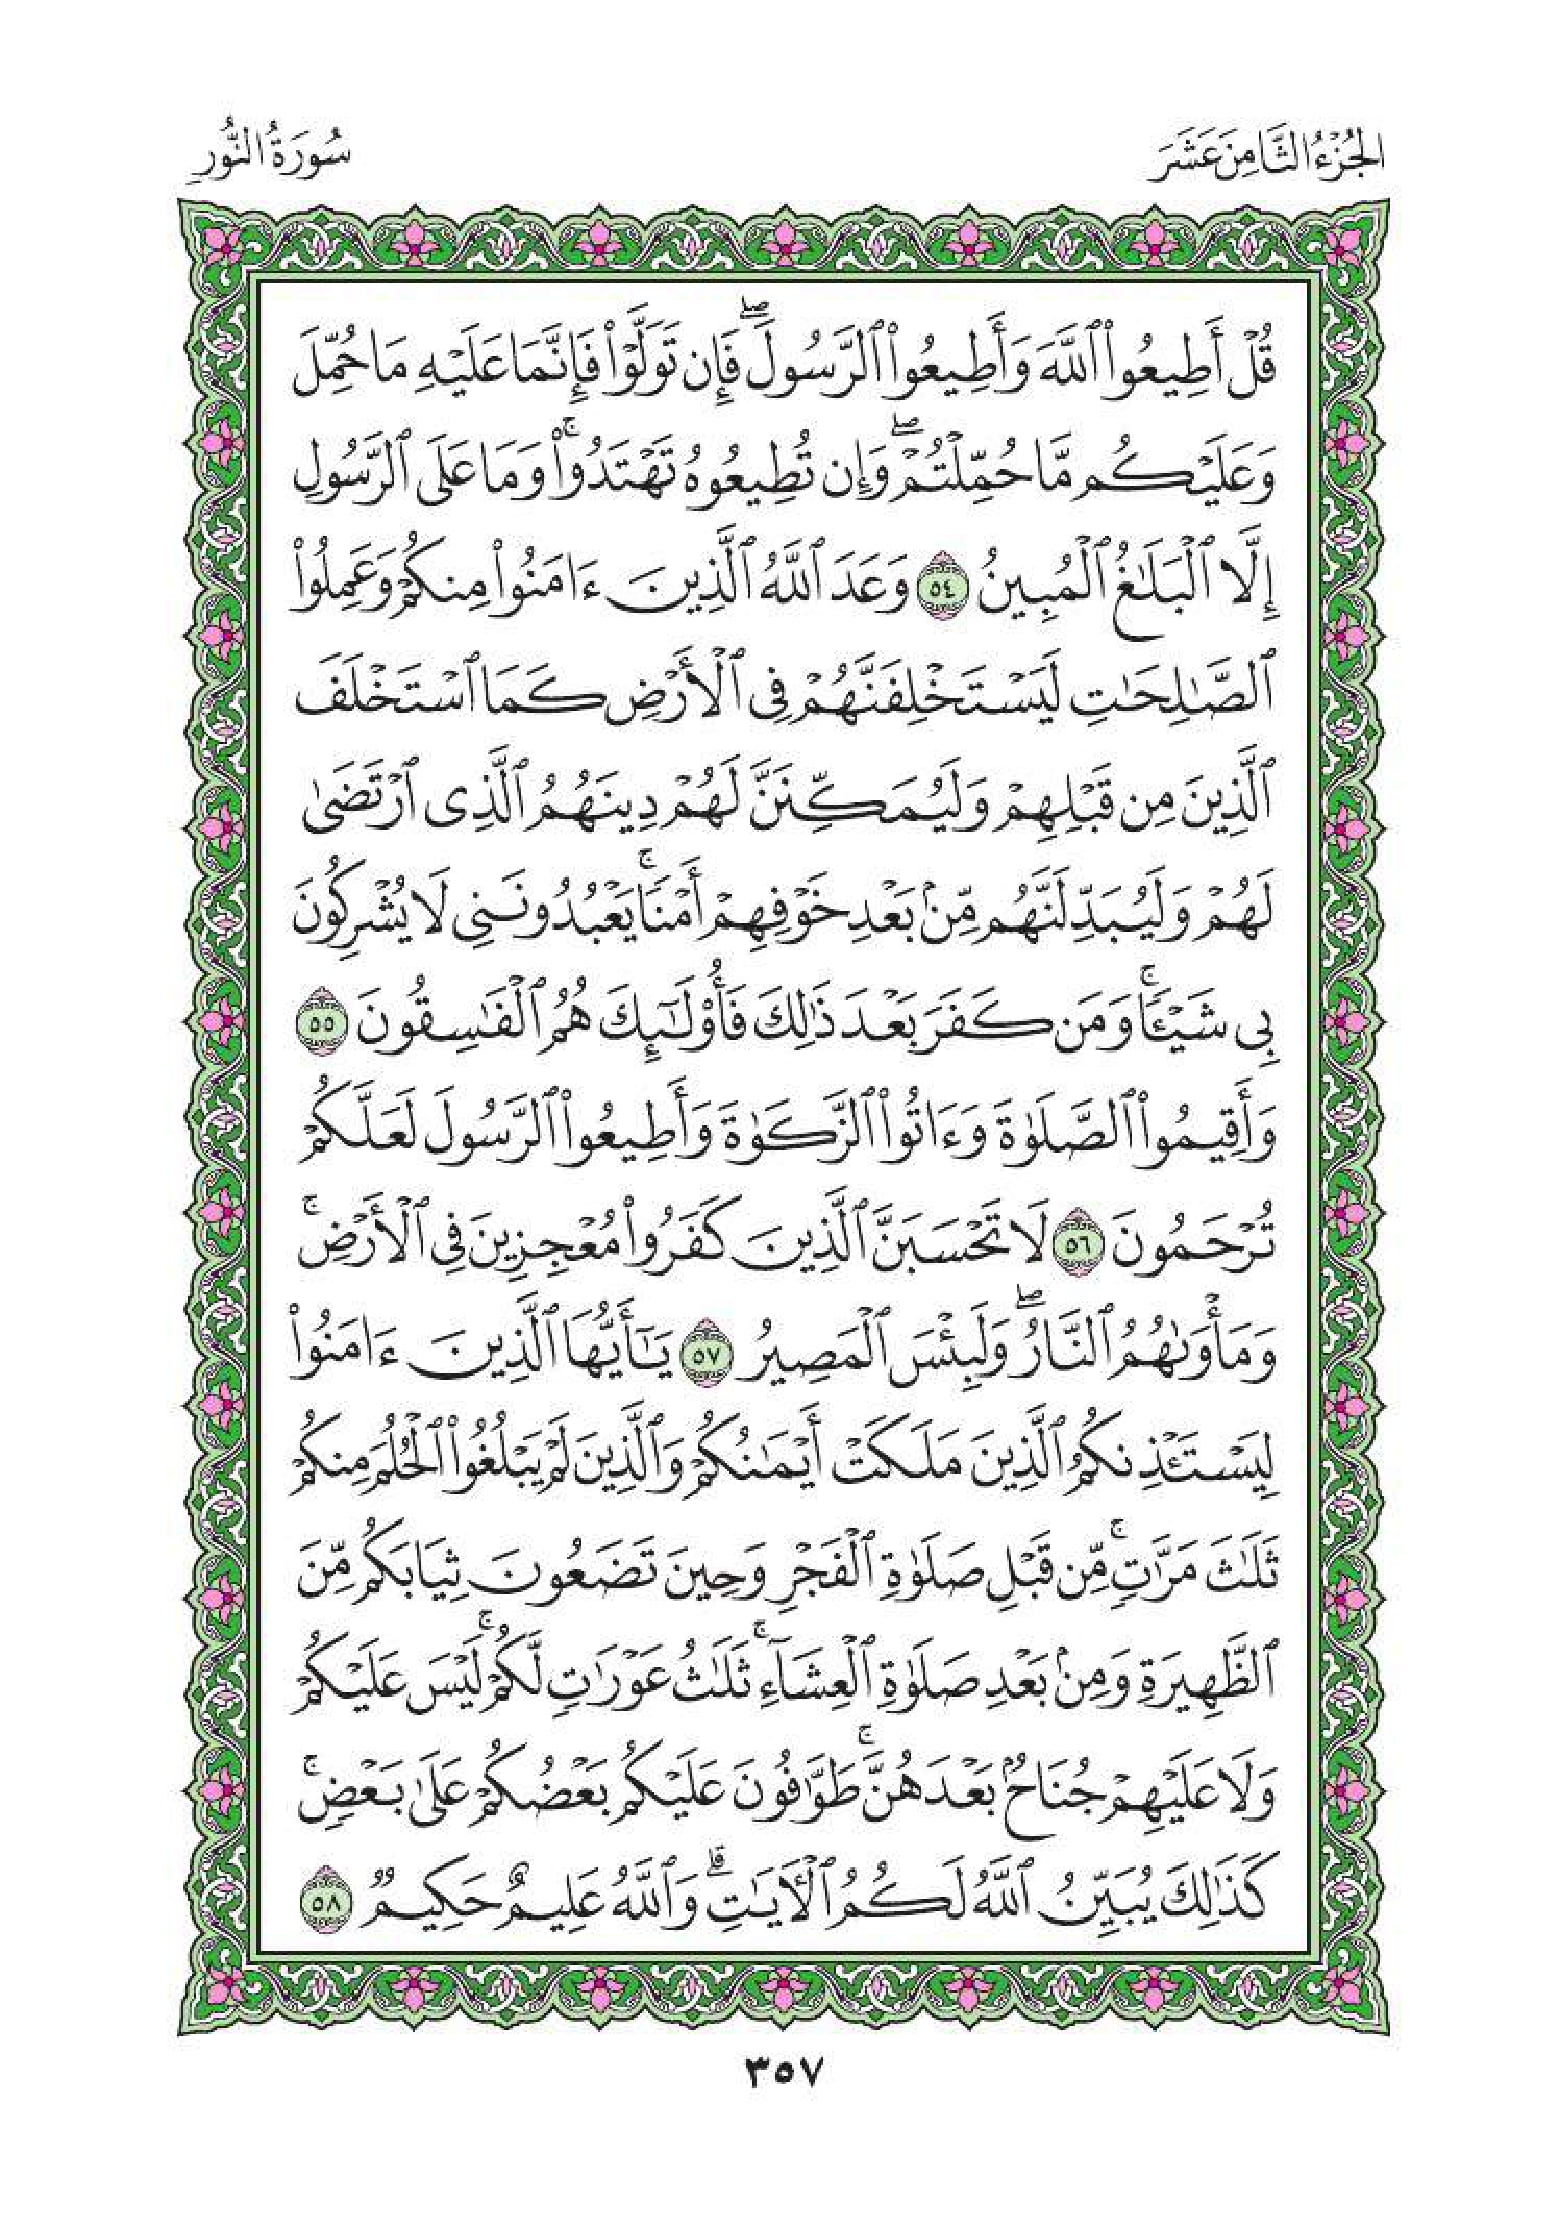 الجُزْءُ الثَّامِنَ عَشَرَ
سُورَةُ النُّورِ
قُلْ أَطِيعُوا۟ ٱللَّهَ وَأَطِيعُوا۟ ٱلرَّسُولَ ۖ فَإِن تَوَلَّوْا۟ فَإِنَّمَا عَلَيْهِ مَا حُمِّلَ
وَعَلَيْكُم مَّا حُمِّلْتُمْ ۖ وَإِن تُطِيعُوهُ تَهْتَدُوا۟ ۚ وَمَا عَلَى ٱلرَّسُولِ
إِلَّا ٱلْبَلَـٰغُ ٱلْمُبِينُ ٥٤ وَعَدَ ٱللَّهُ ٱلَّذِينَ ءَامَنُوا۟ مِنكُمْ وَعَمِلُوا۟
ٱلصَّـٰلِحَـٰتِ لَيَسْتَخْلِفَنَّهُمْ فِى ٱلْأَرْضِ كَمَا ٱسْتَخْلَفَ
ٱلَّذِينَ مِن قَبْلِهِمْ وَلَيُمَكِّنَنَّ لَهُمْ دِينَهُمُ ٱلَّذِى ٱرْتَضَىٰ
لَهُمْ وَلَيُبَدِّلَنَّهُم مِّنۢ بَعْدِ خَوْفِهِمْ أَمْنًا ۚ يَعْبُدُونَنِى لَا يُشْرِكُونَ
بِى شَيْـًٔا ۚ وَمَن كَفَرَ بَعْدَ ذَٰلِكَ فَأُو۟لَـٰٓئِكَ هُمُ ٱلْفَـٰسِقُونَ ٥٥
وَأَقِيمُوا۟ ٱلصَّلَوٰةَ وَءَاتُوا۟ ٱلزَّكَوٰةَ وَأَطِيعُوا۟ ٱلرَّسُولَ لَعَلَّكُمْ
تُرْحَمُونَ ٥٦ لَا تَحْسَبَنَّ ٱلَّذِينَ كَفَرُوا۟ مُعْجِزِينَ فِى ٱلْأَرْضِ ۚ
وَمَأْوَىٰهُمُ ٱلنَّارُ ۖ وَلَبِئْسَ ٱلْمَصِيرُ ٥٧ يَـٰٓأَيُّهَا ٱلَّذِينَ ءَامَنُوا۟
لِيَسْتَـْٔذِنكُمُ ٱلَّذِينَ مَلَكَتْ أَيْمَـٰنُكُمْ وَٱلَّذِينَ لَمْ يَبْلُغُوا۟ ٱلْحُلُمَ مِنكُمْ
ثَلَـٰثَ مَرَّٰتٍ ۚ مِّن قَبْلِ صَلَوٰةِ ٱلْفَجْرِ وَحِينَ تَضَعُونَ ثِيَابَكُم مِّنَ
ٱلظَّهِيرَةِ وَمِنۢ بَعْدِ صَلَوٰةِ ٱلْعِشَآءِ ۚ ثَلَـٰثُ عَوْرَٰتٍ لَّكُمْ ۚ لَيْسَ عَلَيْكُمْ
وَلَا عَلَيْهِمْ جُنَاحٌۢ بَعْدَهُنَّ ۚ طَوَّٰفُونَ عَلَيْكُم بَعْضُكُمْ عَلَىٰ بَعْضٍ ۚ
كَذَٰلِكَ يُبَيِّنُ ٱللَّهُ لَكُمُ ٱلْـَٔايَـٰتِ ۗ وَٱللَّهُ عَلِيمٌ حَكِيمٌ ٥٨
٣٥٧